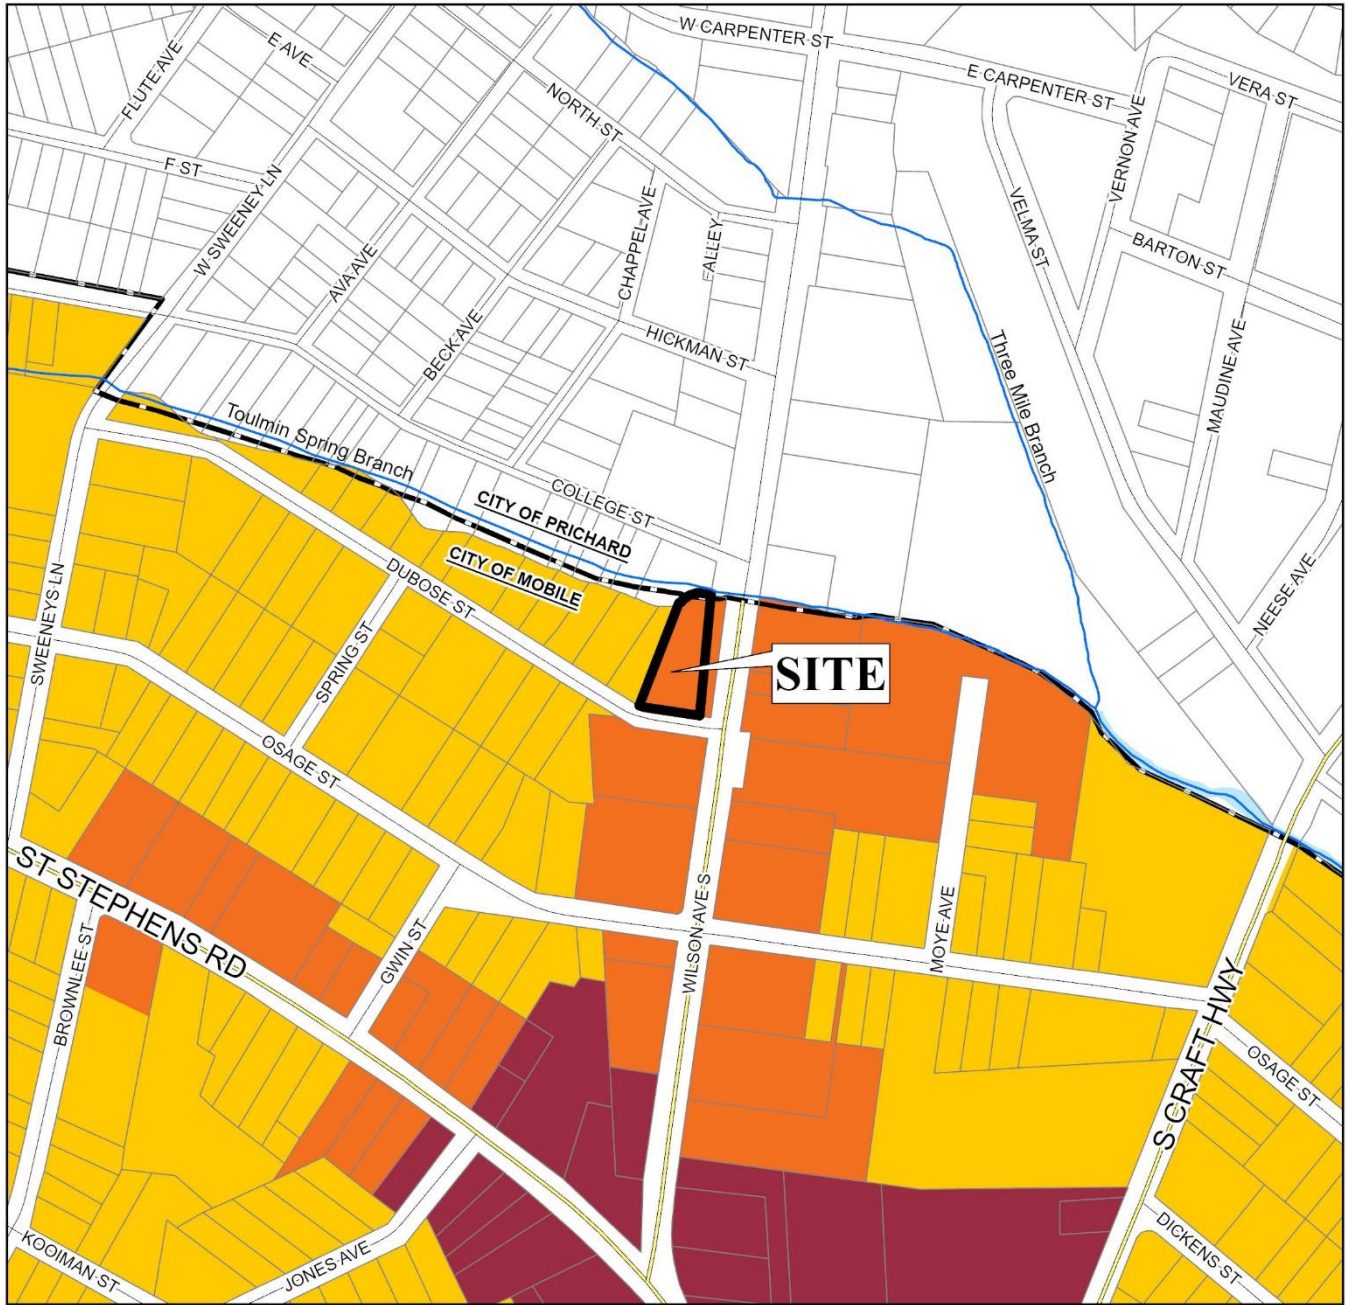 W CARPENTER ST
E CARPENTER ST
VERA ST
FLUTE AVE
E AVE
NORTH ST
VERNON AVE
F ST
W SWEENEY LN
AVA AVE
CHAPPEL AVE
FALLEY
VELMA ST
BARTON ST
BECK AVE
HICKMAN ST
Three Mile Branch
MAUDINE AVE
Toulmin Spring Branch
COLLEGE ST
CITY OF PRICHARD
CITY OF MOBILE
DUBOSE ST
NEESE AVE
SWEENEYS LN
SPRING ST
SITE
OSAGE ST
ST STEPHENS RD
BROWNLEE ST
GWIN ST
WILSON AVE S
MOYE AVE
S CRAFT HWY
OSAGE ST
KOOIMAN ST
JONES AVE
DICKENS ST